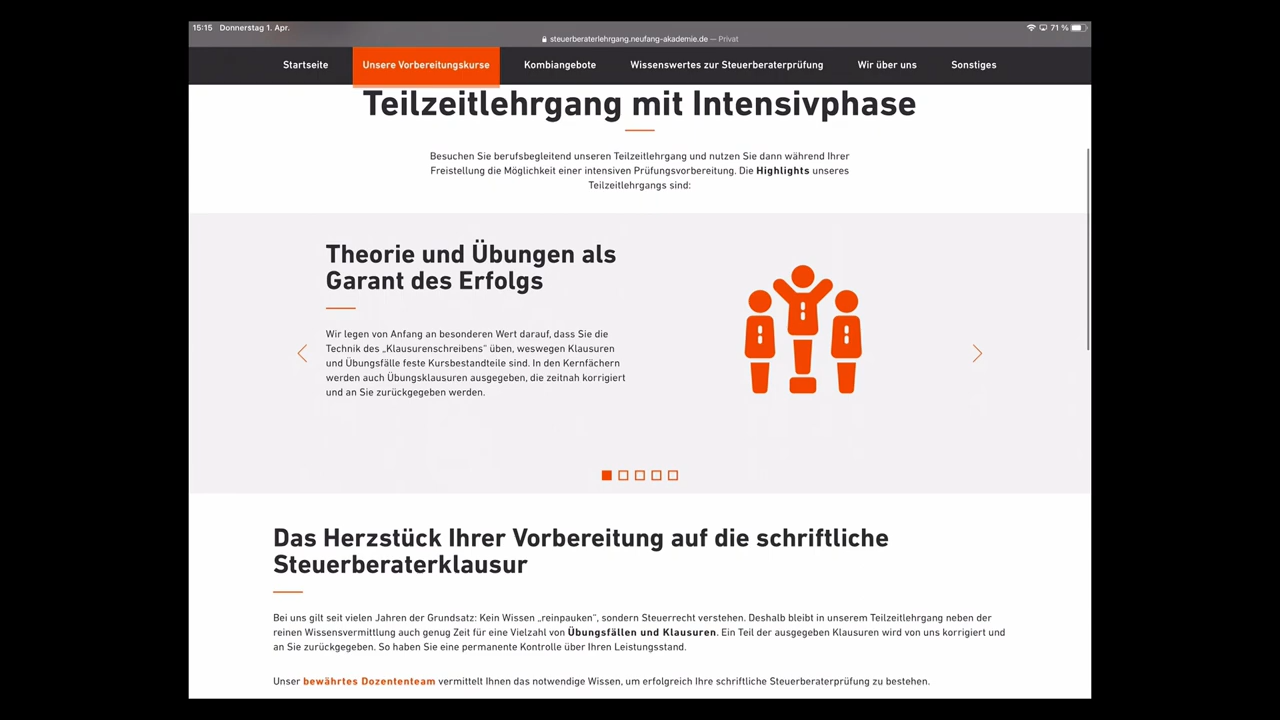 15:15 Donnerstag 1. Apr.
71 %
steuerberaterlehrgang.neufang-akademie.de — Privat
Startseite
Unsere Vorbereitungskurse
Kombiangebote
Wissenswertes zur Steuerberaterprüfung
Wir über uns
Sonstiges
Teilzeitlehrgang mit Intensivphase
Besuchen Sie berufsbegleitend unseren Teilzeitlehrgang und nutzen Sie dann während Ihrer
Freistellung die Möglichkeit einer intensiven Prüfungsvorbereitung. Die Highlights unseres
Teilzeitlehrgangs sind:
Theorie und Übungen als
Garant des Erfolgs
Wir legen von Anfang an besonderen Wert darauf, dass Sie die
Technik des „Klausurenschreibens“ üben, weswegen Klausuren
und Übungsfälle feste Kursbestandteile sind. In den Kernfächern
werden auch Übungsklausuren ausgegeben, die zeitnah korrigiert
und an Sie zurückgegeben werden.
Das Herzstück Ihrer Vorbereitung auf die schriftliche
Steuerberaterklausur
Bei uns gilt seit vielen Jahren der Grundsatz: Kein Wissen „reinpauken“, sondern Steuerrecht verstehen. Deshalb bleibt in unserem Teilzeitlehrgang neben der
reinen Wissensvermittlung auch genug Zeit für eine Vielzahl von Übungsfällen und Klausuren. Ein Teil der ausgegeben Klausuren wird von uns korrigiert und
an Sie zurückgegeben. So haben Sie eine permanente Kontrolle über Ihren Leistungsstand.
Unser bewährtes Dozententeam vermittelt Ihnen das notwendige Wissen, um erfolgreich Ihre schriftliche Steuerberaterprüfung zu bestehen.